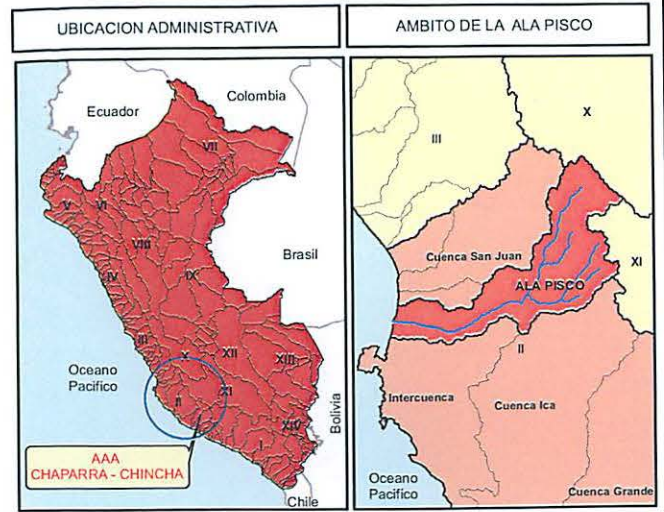 UBICACION ADMINISTRATIVA
Ecuador
Colombia
VII
V
VI
VIII
Brasil
IV
IX
III
XII
XIII
Oceano
Pacifico
X
II
XI
XIV
Bolivia
I
AAA
CHAPARRA - CHINCHA
Chile
AMBITO DE LA ALA PISCO
X
III
Cuenca San Juan
XI
ALA PISCO
II
Intercuenca
Cuenca Ica
Oceano
Pacifico
Cuenca Grande